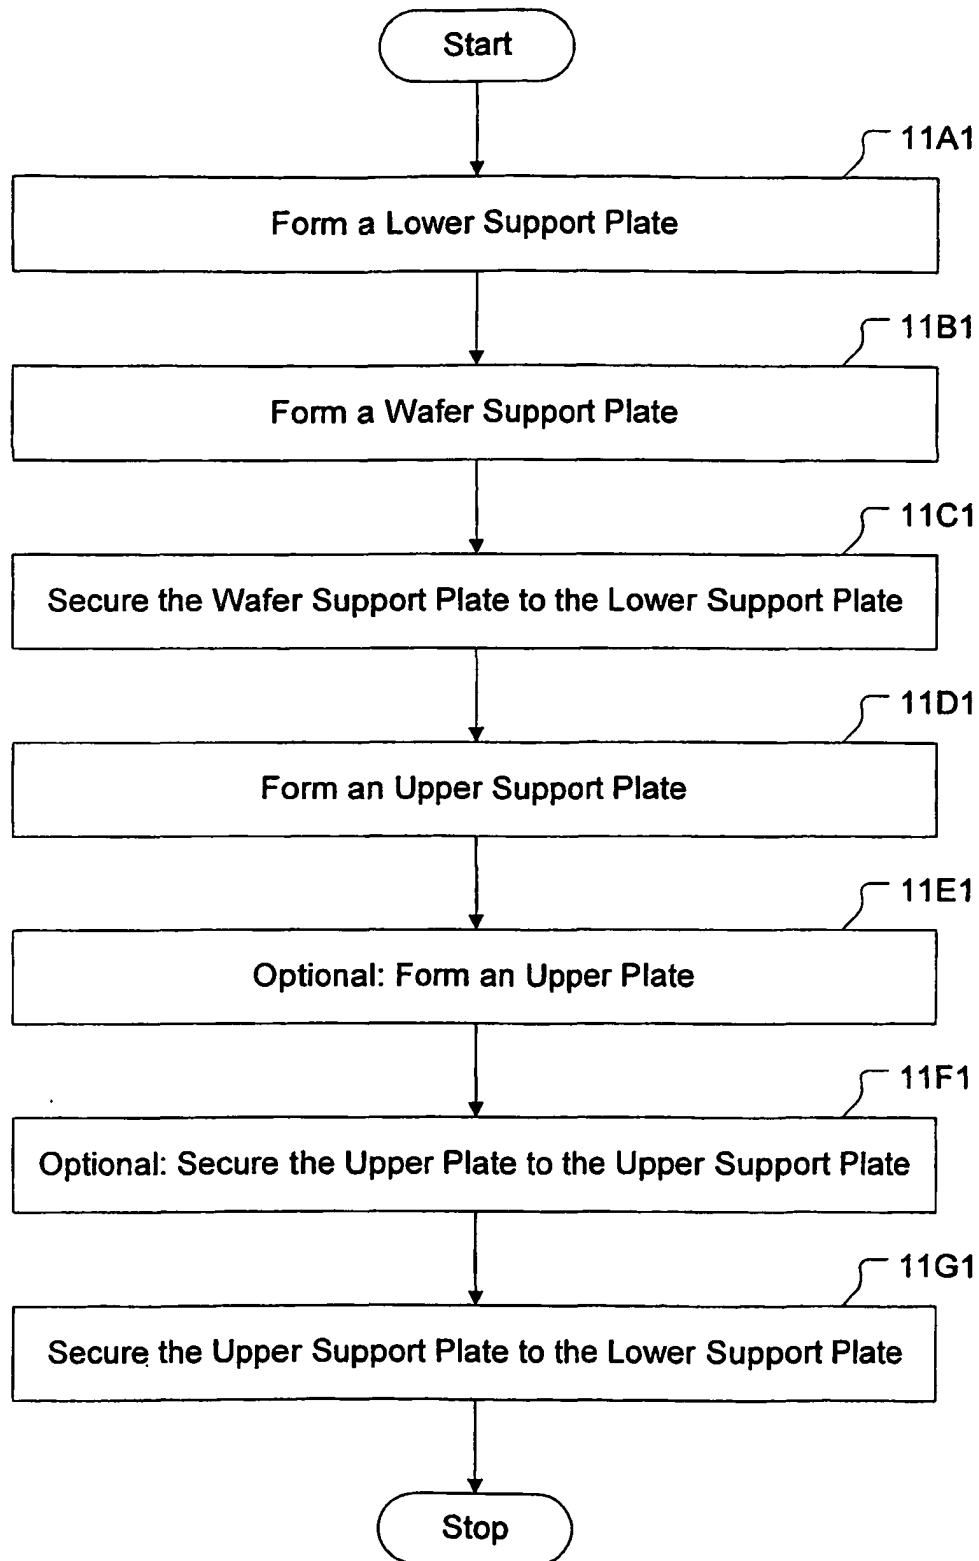 Start
11A1
Form a Lower Support Plate
11B1
Form a Wafer Support Plate
11C1
Secure the Wafer Support Plate to the Lower Support Plate
11D1
Form an Upper Support Plate
11E1
Optional: Form an Upper Plate
11F1
Optional: Secure the Upper Plate to the Upper Support Plate
11G1
Secure the Upper Support Plate to the Lower Support Plate
Stop